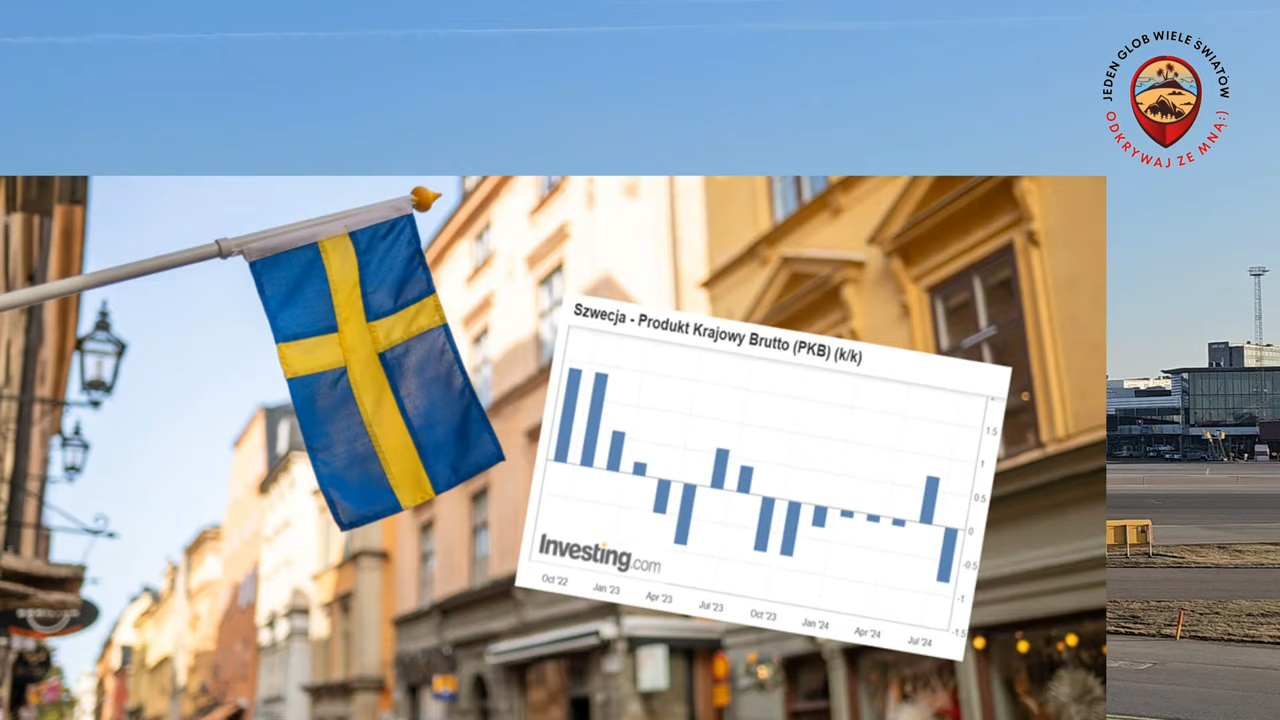 JEDEN GLOB WIELE ŚWIATÓW
ODKRYWAJ ZE MNĄ:)
Szwecja - Produkt Krajowy Brutto (PKB) (k/k)
1.5
1
0.5
0
-0.5
-1
-1.5
Investing.com
Oct '22 Jan '23 Apr '23 Jul '23 Oct '23 Jan '24 Apr '24 Jul '24